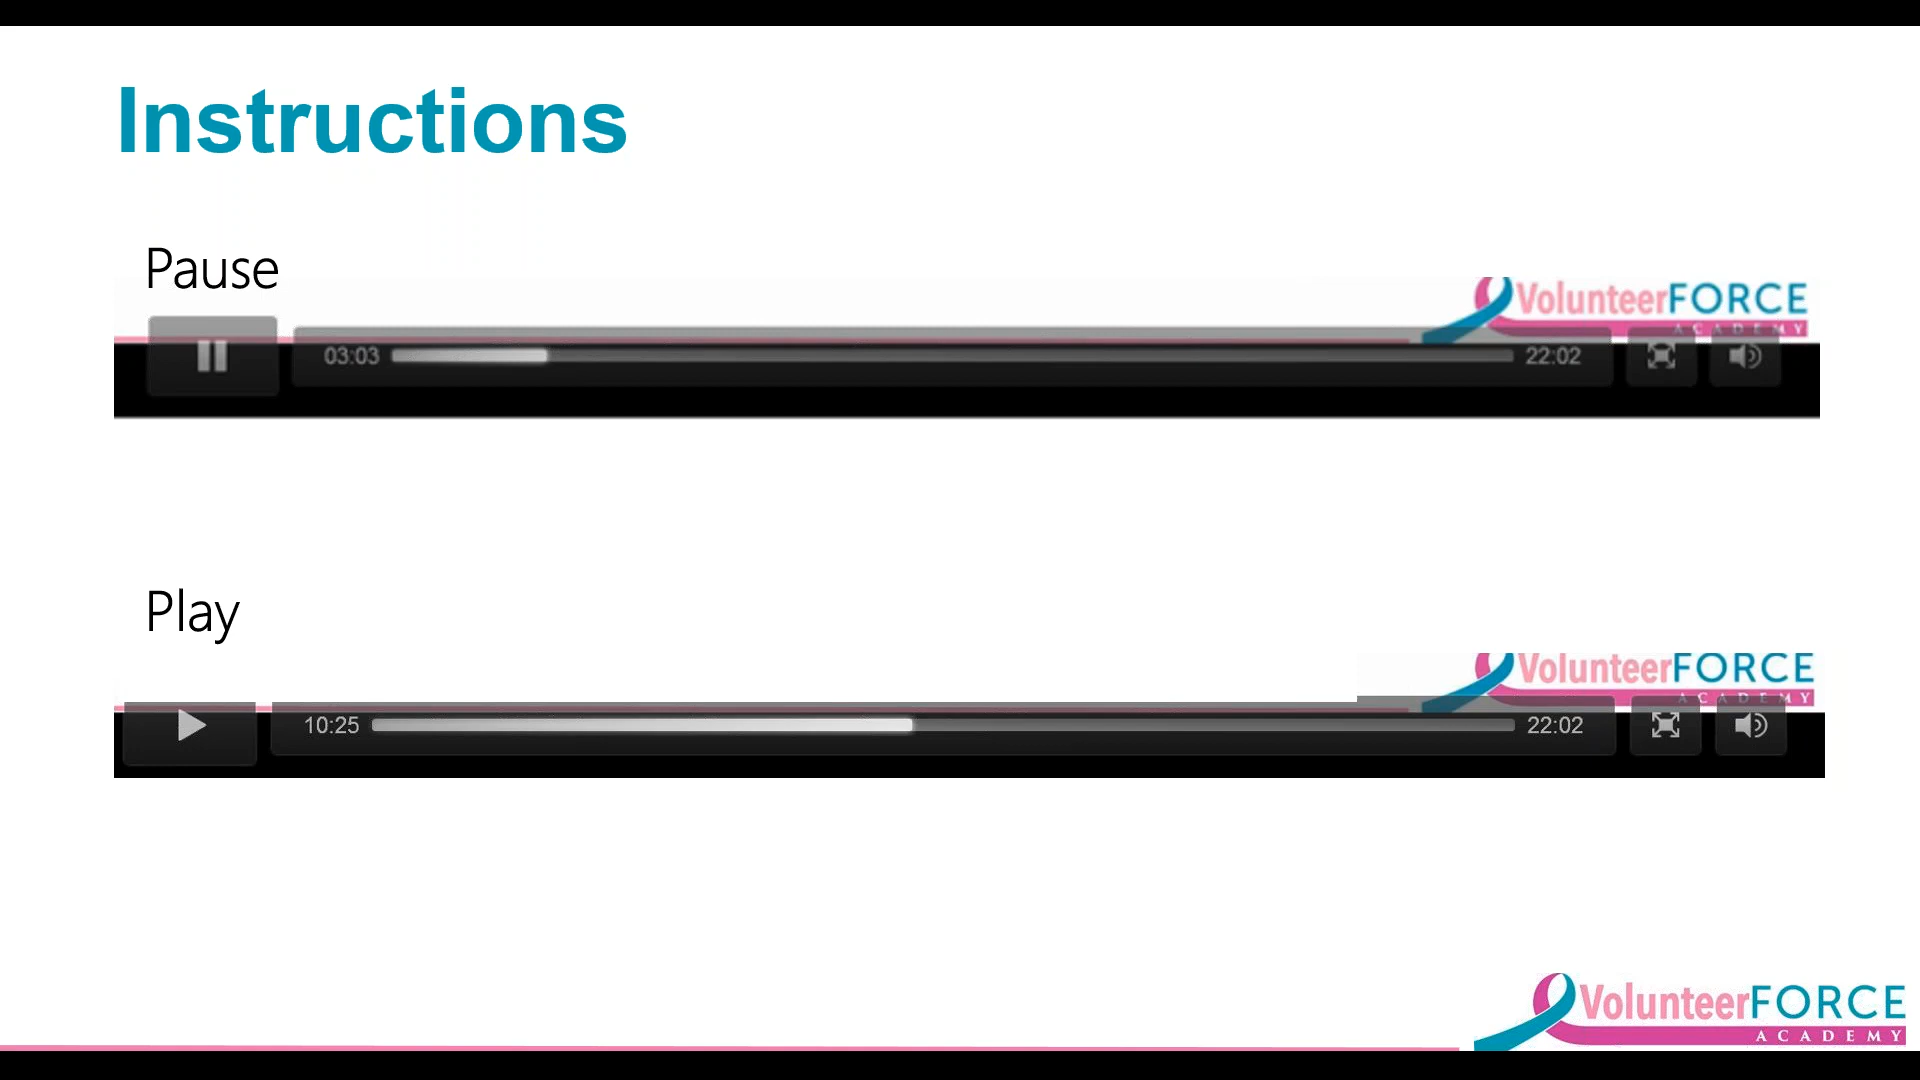 Instructions
Pause
VolunteerFORCE
ACADEMY
03:03 22:02
Play
VolunteerFORCE
ACADEMY
10:25 22:02
VolunteerFORCE
ACADEMY